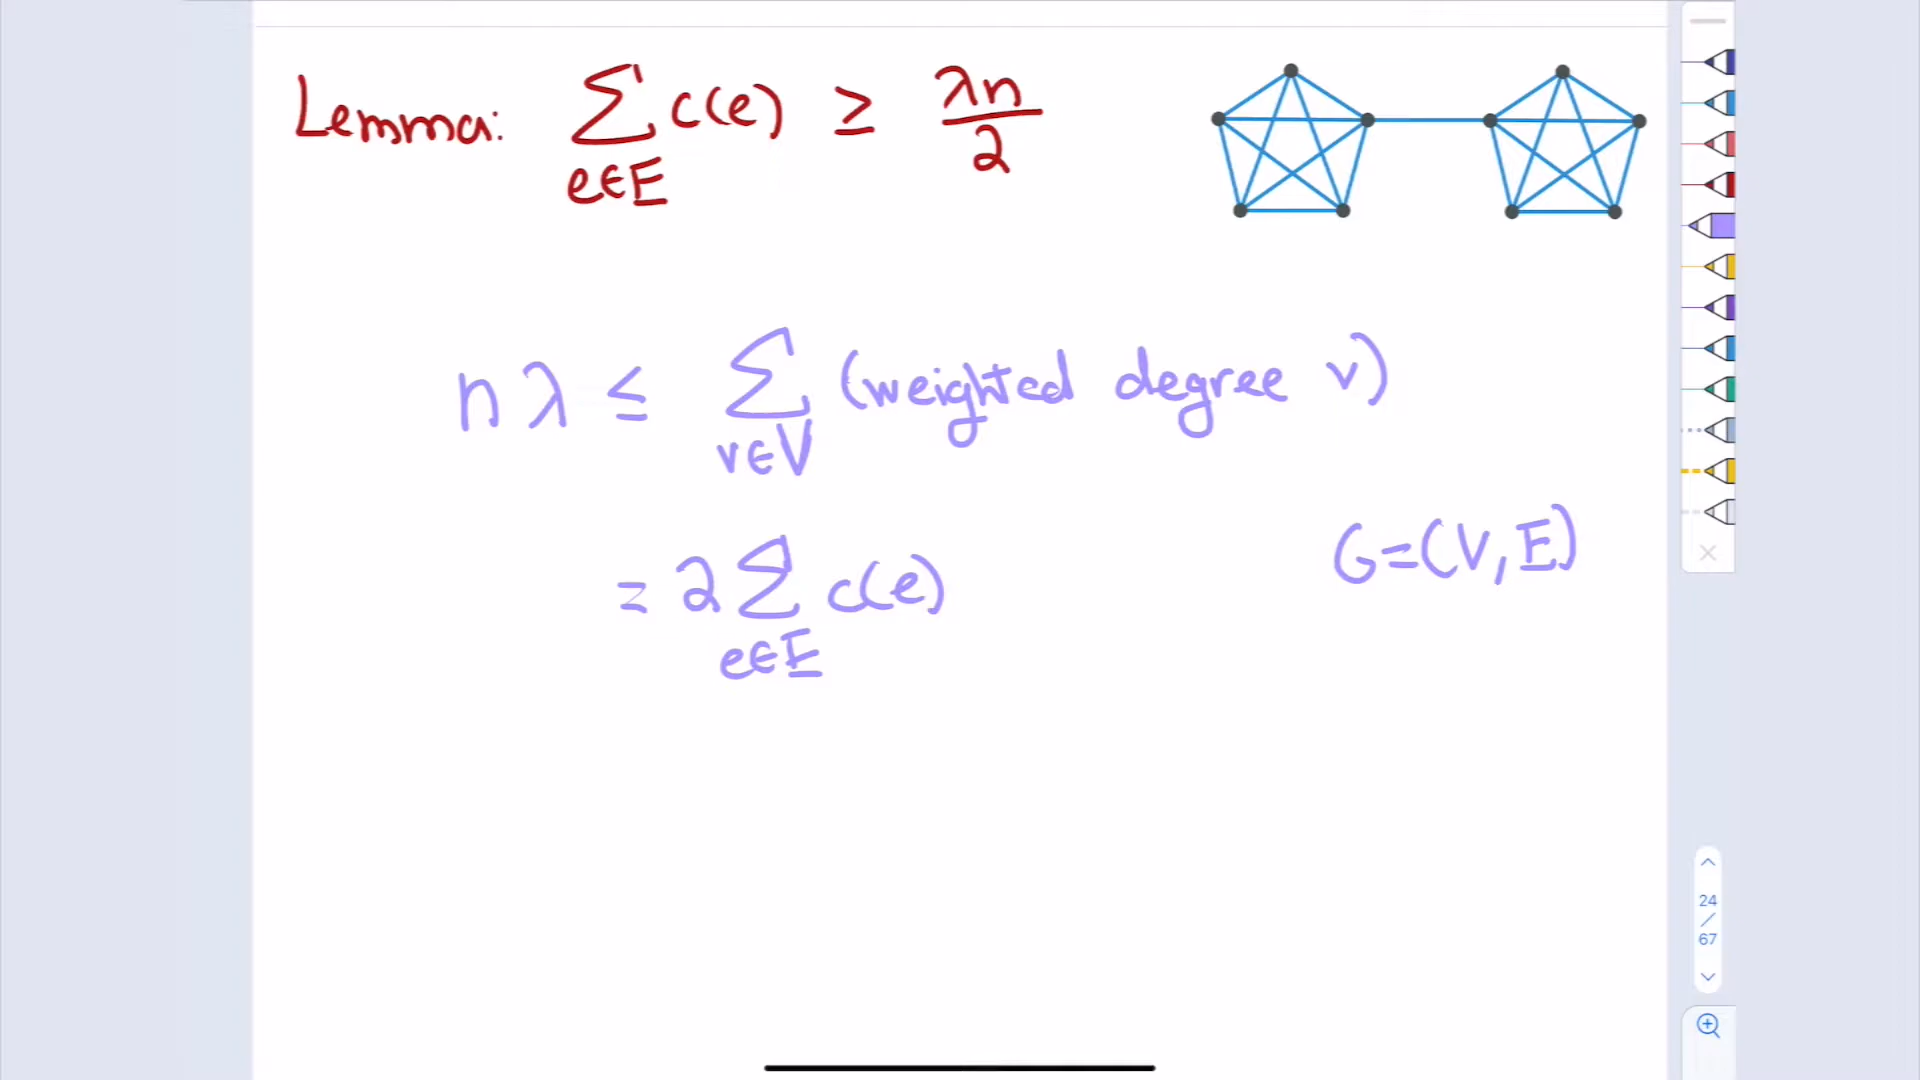 Lemma: ∑ c(e) ≥ λn/2
e∈E
nλ ≤ ∑ (weighted degree v)
v∈V
= 2∑ c(e)
e∈E
G=(V,E)
24
/
67